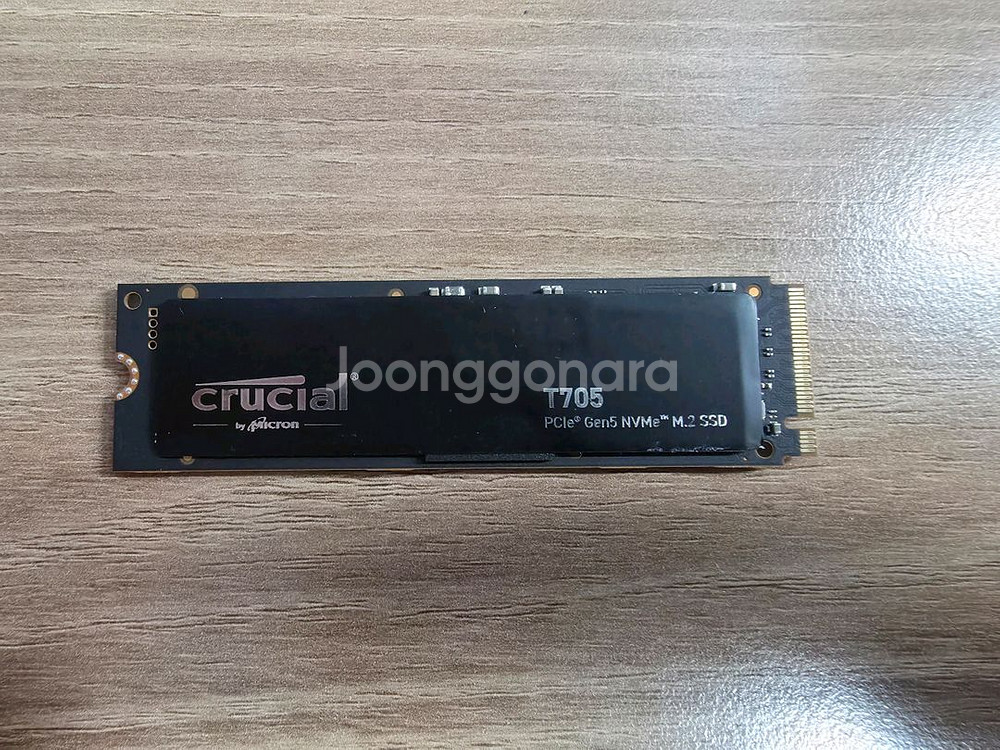 Joonggonara
crucial®
by Micron
T705
PCIe® Gen5 NVMe™ M.2 SSD